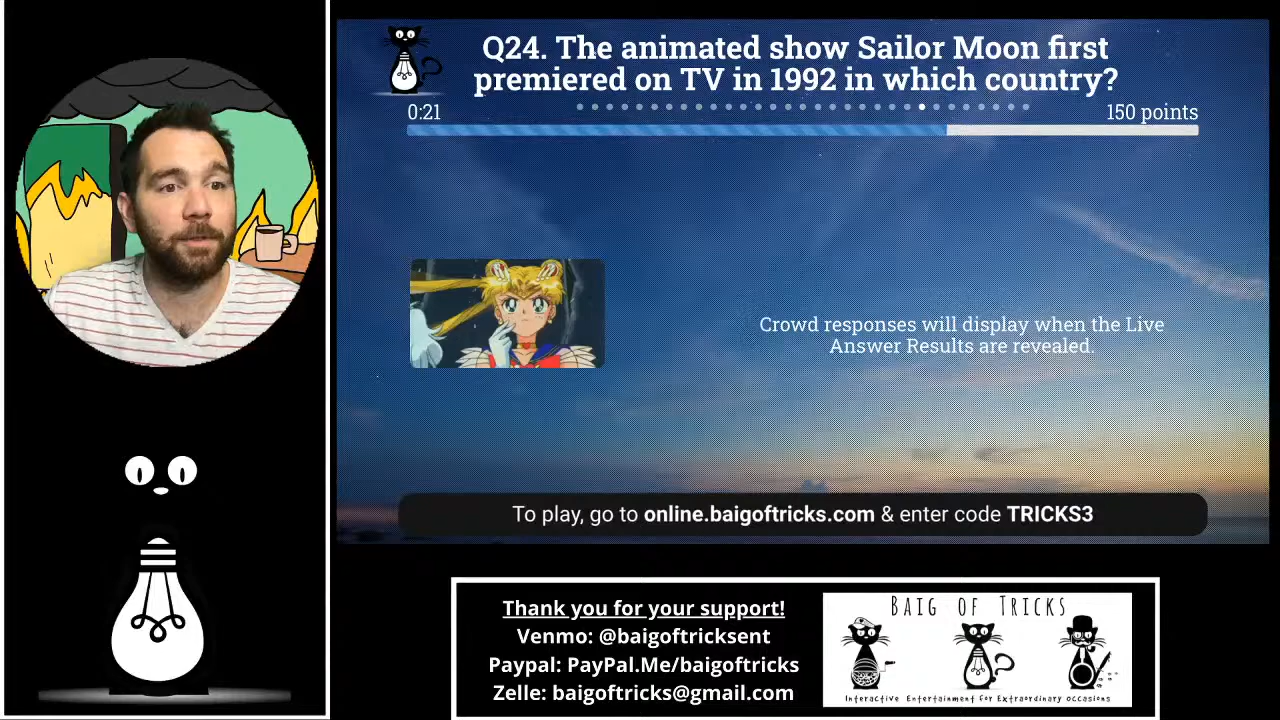 Q24. The animated show Sailor Moon first
premiered on TV in 1992 in which country?
0:21
150 points
Crowd responses will display when the Live
Answer Results are revealed.
To play, go to online.baigoftricks.com & enter code TRICKS3
Thank you for your support!
Venmo: @baigoftricksent
Paypal: PayPal.Me/baigoftricks
Zelle: baigoftricks@gmail.com
BAIG OF TRICKS
Interactive Entertainment for Extraordinary Occasions